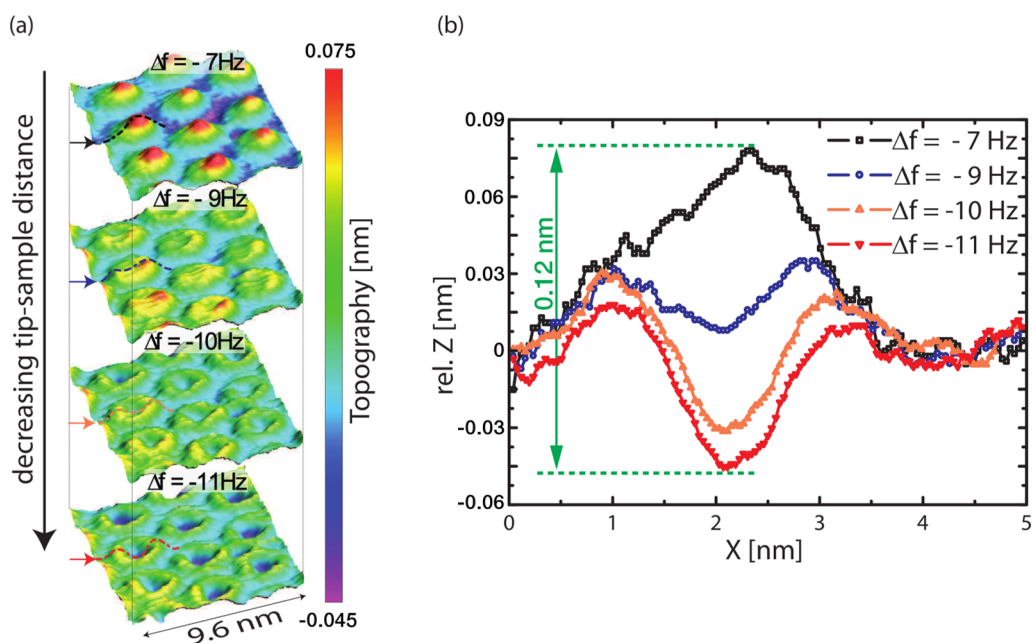 (a)
Δf = - 7Hz
Δf = - 9Hz
Δf = -10Hz
Δf = -11Hz
decreasing tip-sample distance
9.6 nm
0.075
Topography [nm]
-0.045
(b)
0.09
0.06
0.03
0
-0.03
-0.06
rel. Z [nm]
0.12 nm
Δf = - 7 Hz
Δf = - 9 Hz
Δf = -10 Hz
Δf = -11 Hz
0 1 2 3 4 5
X [nm]